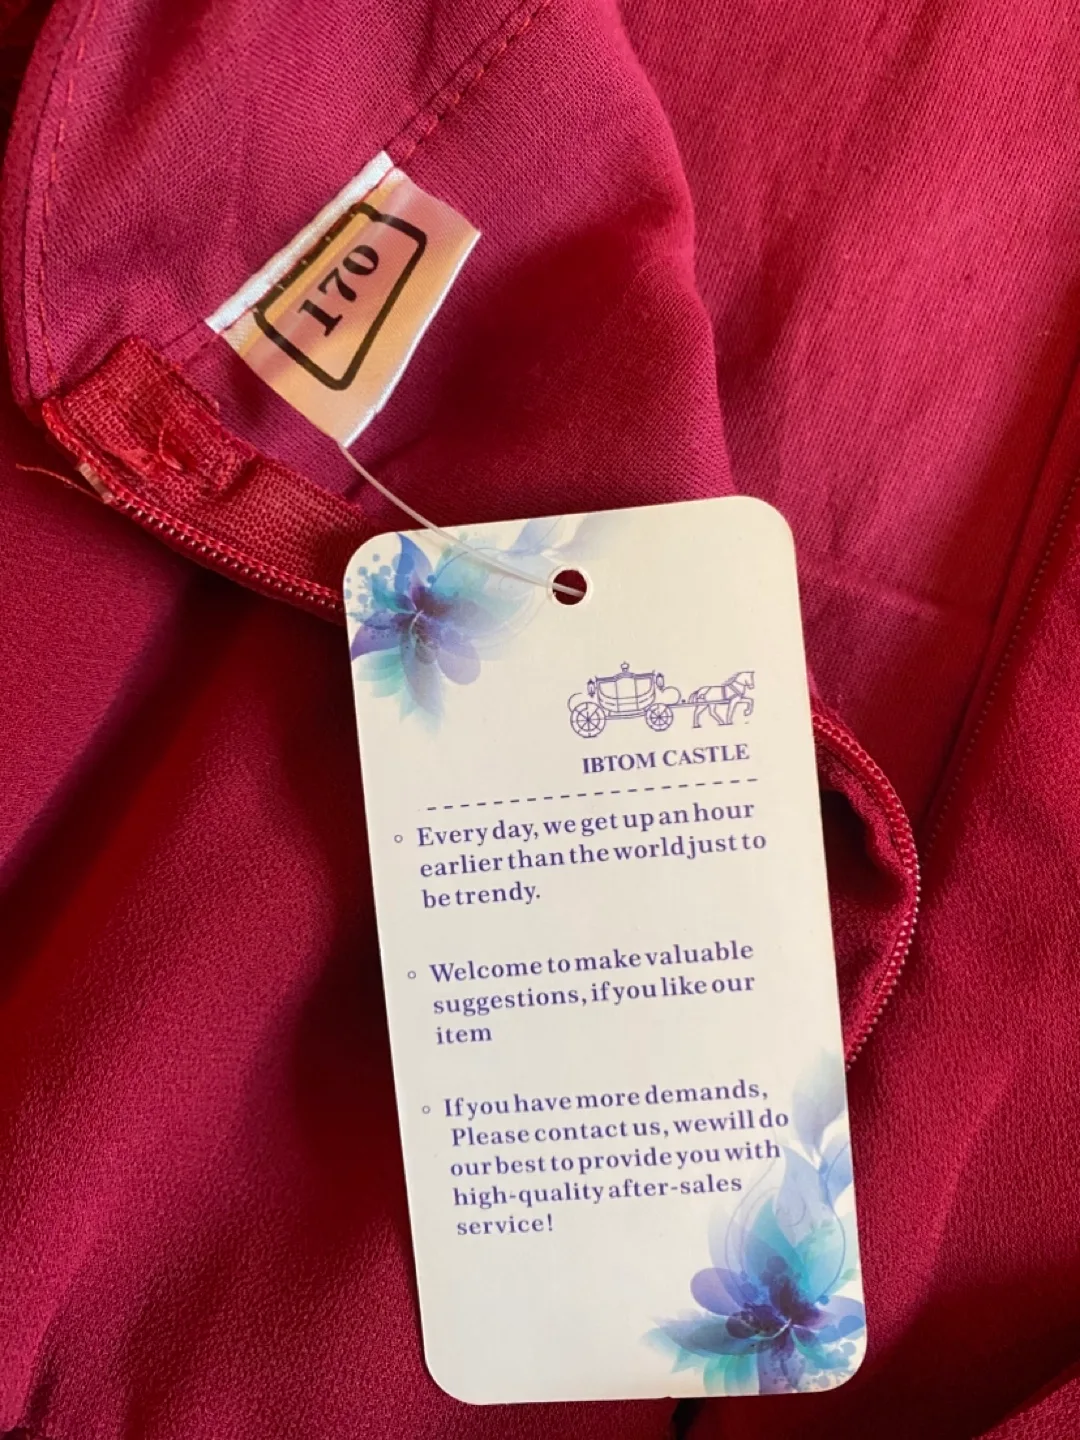 170
IBTOM CASTLE
Every day, we get up an hour
earlier than the world just to
be trendy.
Welcome to make valuable
suggestions, if you like our
item
If you have more demands,
Please contact us, wewill do
our best to provide you with
high-quality after-sales
service!